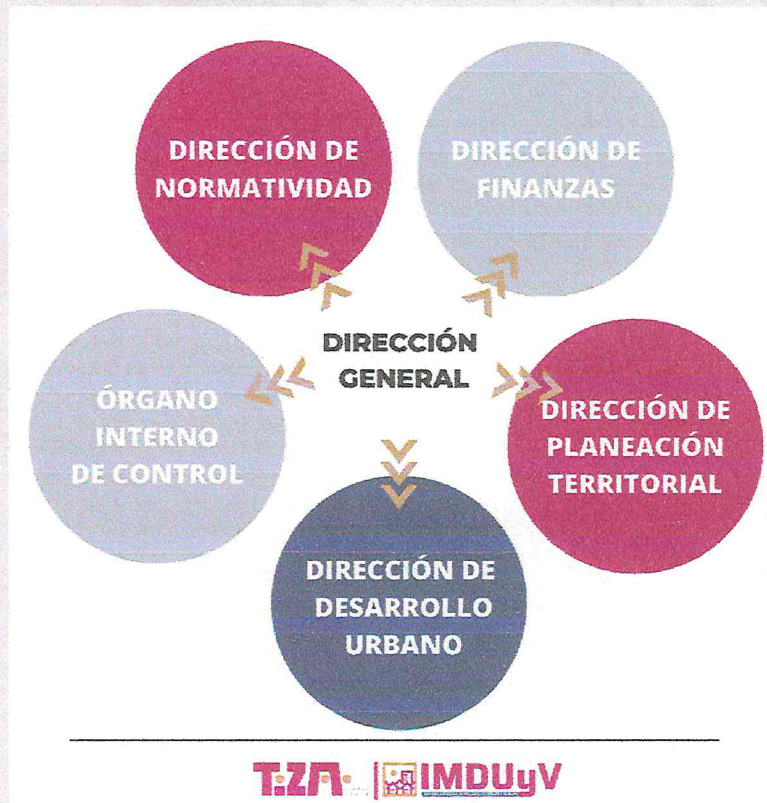 DIRECCIÓN DE
NORMATIVIDAD
DIRECCIÓN DE
FINANZAS
DIRECCIÓN
GENERAL
ÓRGANO
INTERNO
DE CONTROL
DIRECCIÓN DE
PLANEACIÓN
TERRITORIAL
DIRECCIÓN DE
DESARROLLO
URBANO
IMDUyV